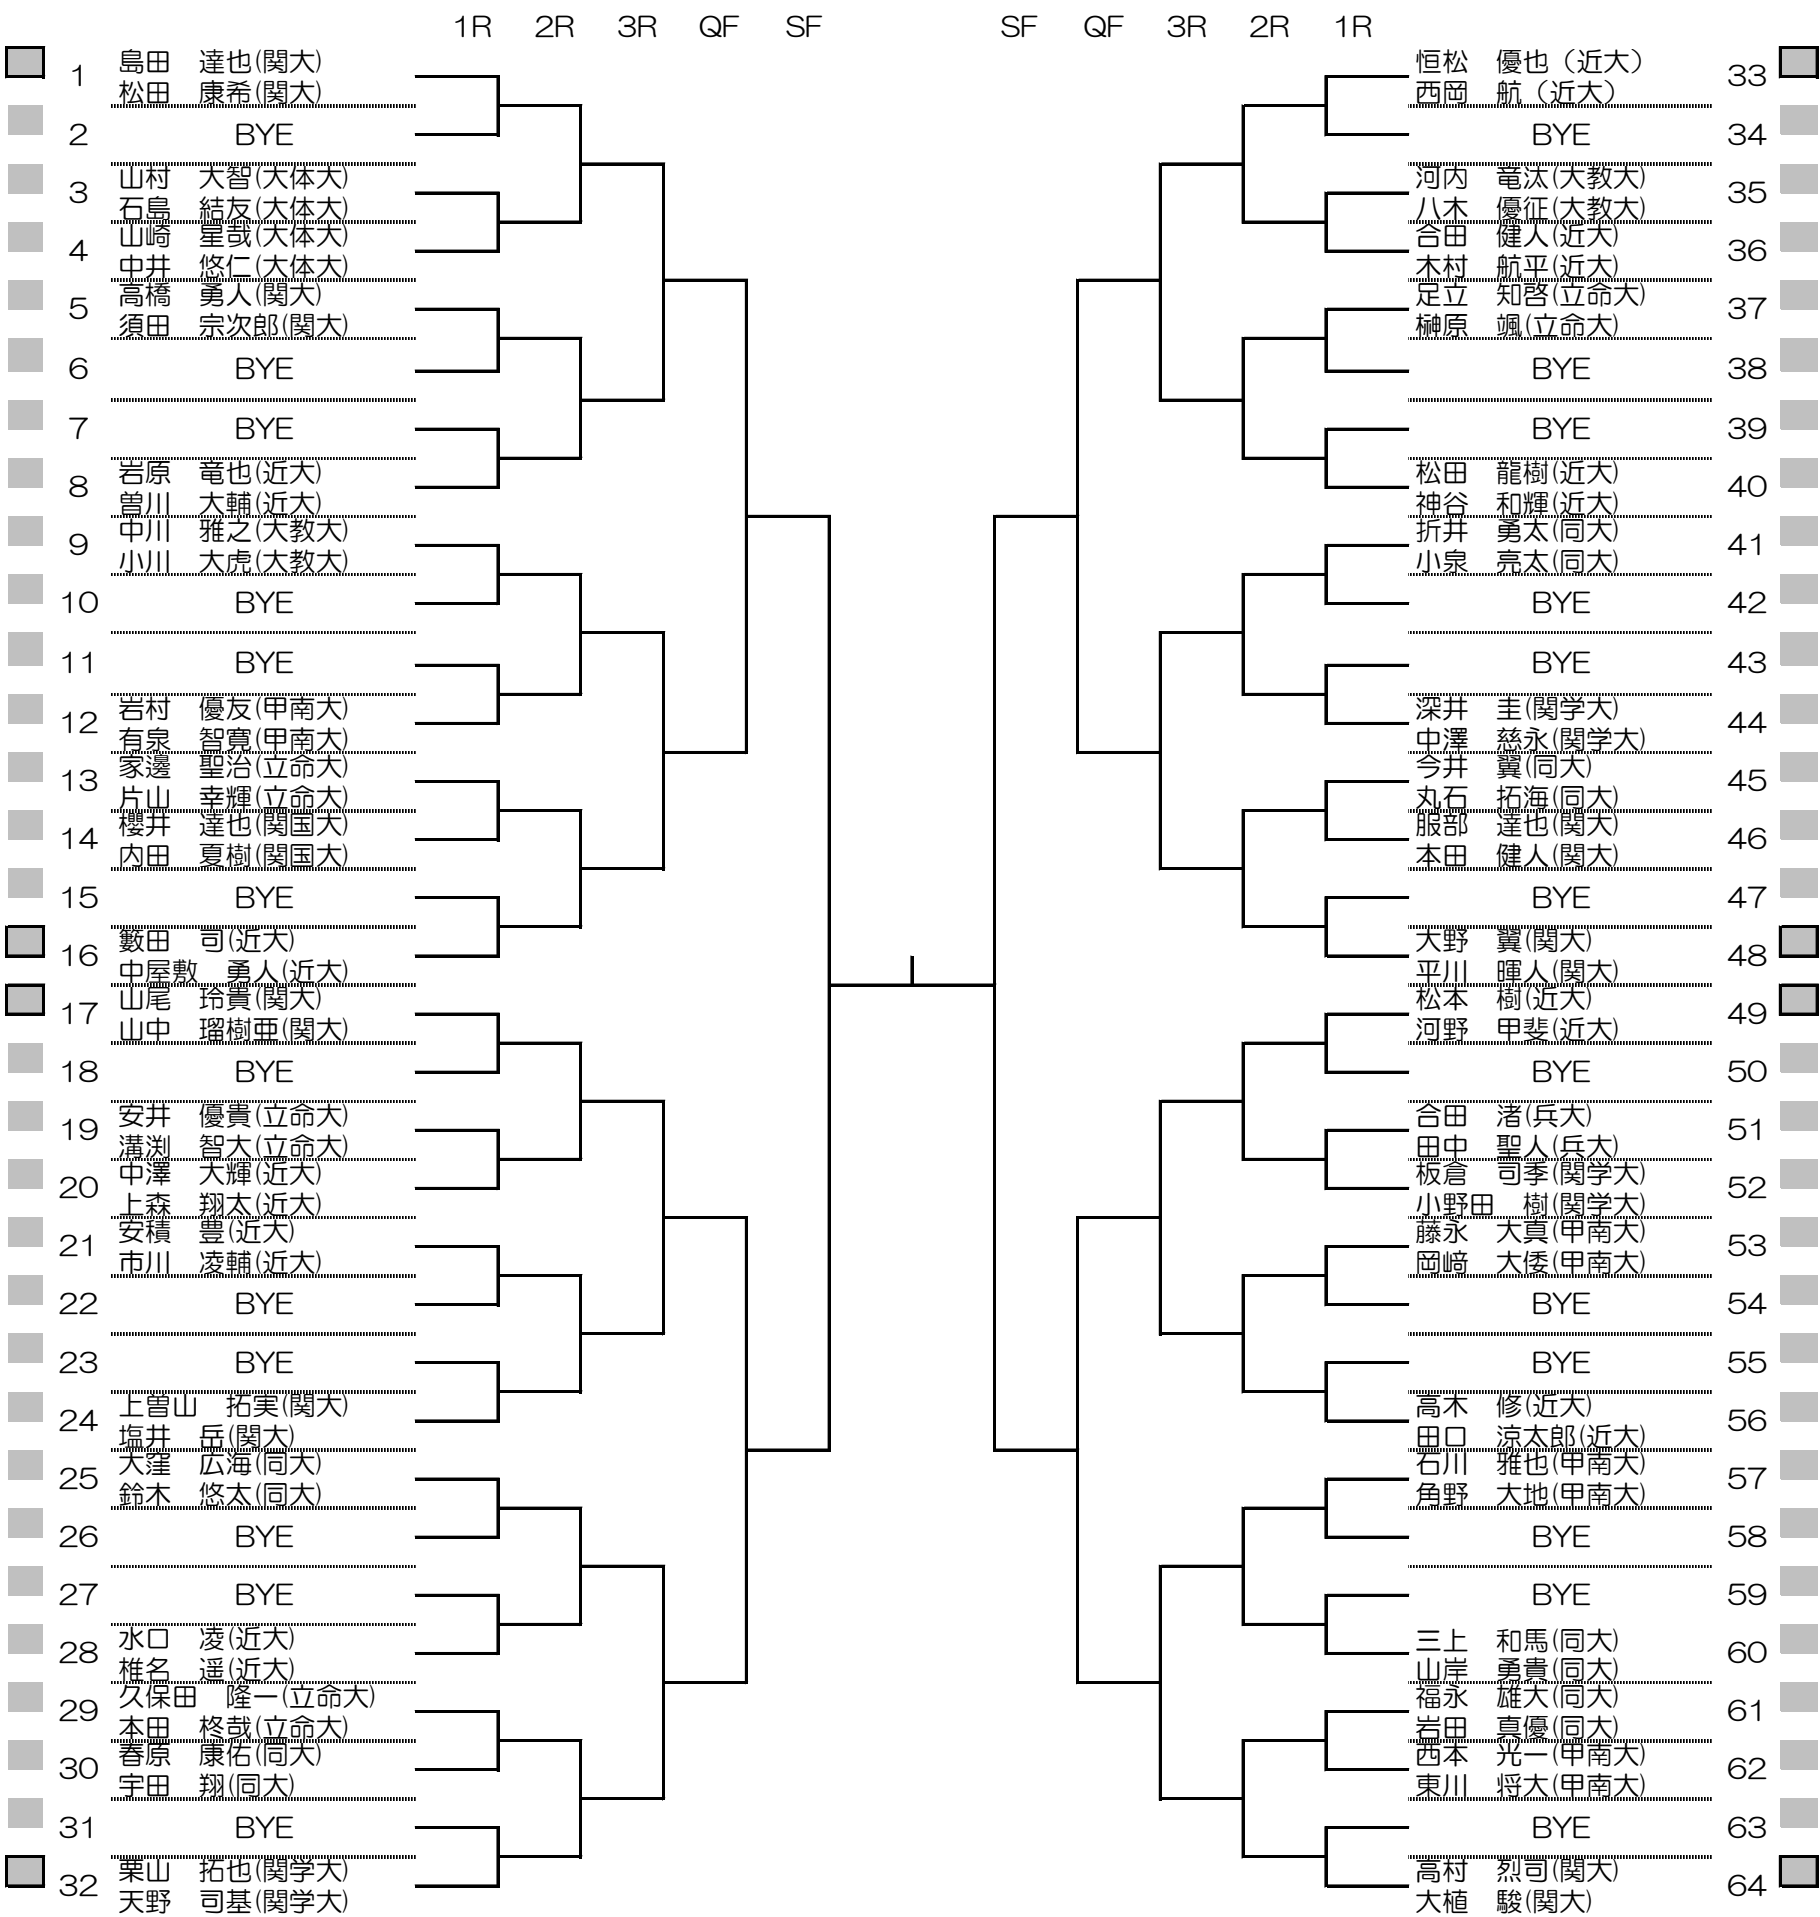 1R 2R 3R QF SF SF QF 3R 2R 1R
1 島田 達也(関大)
松田 康希(関大)
2 BYE
3 山村 大智(大体大)
石島 結友(大体大)
4 山崎 星哉(大体大)
中井 悠仁(大体大)
5 高橋 勇人(関大)
須田 宗次郎(関大)
6 BYE
7 BYE
8 岩原 竜也(近大)
曽川 大輔(近大)
9 中川 雅之(大教大)
小川 大虎(大教大)
10 BYE
11 BYE
12 岩村 優友(甲南大)
有泉 智寛(甲南大)
13 家邊 聖治(立命大)
片山 幸輝(立命大)
14 櫻井 達也(関国大)
内田 夏樹(関国大)
15 BYE
16 籔田 司(近大)
中屋敷 勇人(近大)
17 山尾 玲貴(関大)
山中 瑠樹亜(関大)
18 BYE
19 安井 優貴(立命大)
溝渕 智大(立命大)
20 中澤 大輝(近大)
上森 翔太(近大)
21 安積 豊(近大)
市川 凌輔(近大)
22 BYE
23 BYE
24 上曽山 拓実(関大)
塩井 岳(関大)
25 大窪 広海(同大)
鈴木 悠太(同大)
26 BYE
27 BYE
28 水口 凌(近大)
椎名 遥(近大)
29 久保田 隆一(立命大)
本田 柊哉(立命大)
30 春原 康佑(同大)
宇田 翔(同大)
31 BYE
32 栗山 拓也(関学大)
天野 司基(関学大)
恒松 優也（近大） 33
西岡 航（近大）
BYE 34
河内 竜汰(大教大) 35
八木 優征(大教大)
合田 健人(近大) 36
木村 航平(近大)
足立 知啓(立命大) 37
榊原 颯(立命大)
BYE 38
BYE 39
松田 龍樹(近大) 40
神谷 和輝(近大)
折井 勇太(同大) 41
小泉 亮太(同大)
BYE 42
BYE 43
深井 圭(関学大) 44
中澤 慈永(関学大)
今井 翼(同大) 45
丸石 拓海(同大)
服部 達也(関大) 46
本田 健人(関大)
BYE 47
大野 翼(関大) 48
平川 暉人(関大)
松本 樹(近大) 49
河野 甲斐(近大)
BYE 50
合田 渚(兵大) 51
田中 聖人(兵大)
板倉 司季(関学大) 52
小野田 樹(関学大)
藤永 大真(甲南大) 53
岡﨑 大倭(甲南大)
BYE 54
BYE 55
高木 修(近大) 56
田口 涼太郎(近大)
石川 雅也(甲南大) 57
角野 大地(甲南大)
BYE 58
BYE 59
三上 和馬(同大) 60
山岸 勇貴(同大)
福永 雄大(同大) 61
岩田 真優(同大)
西本 光一(甲南大) 62
東川 将大(甲南大)
BYE 63
高村 烈司(関大) 64
大植 駿(関大)